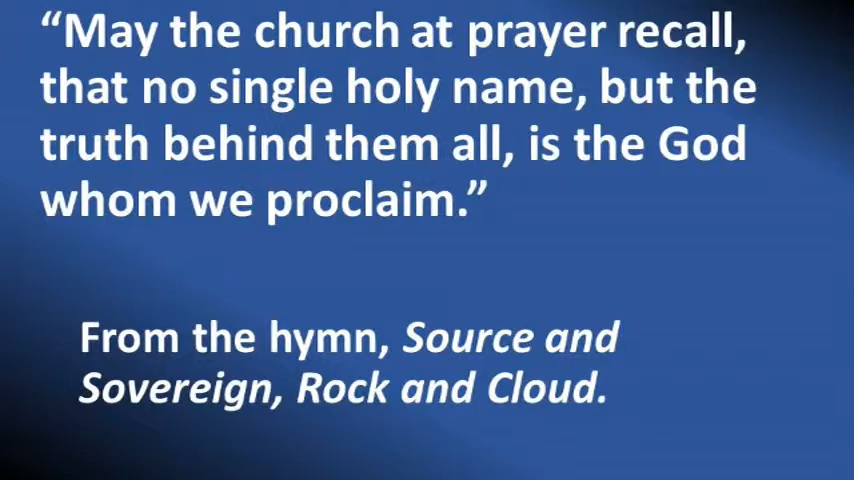 “May the church at prayer recall,
that no single holy name, but the
truth behind them all, is the God
whom we proclaim.”
From the hymn, Source and
Sovereign, Rock and Cloud.